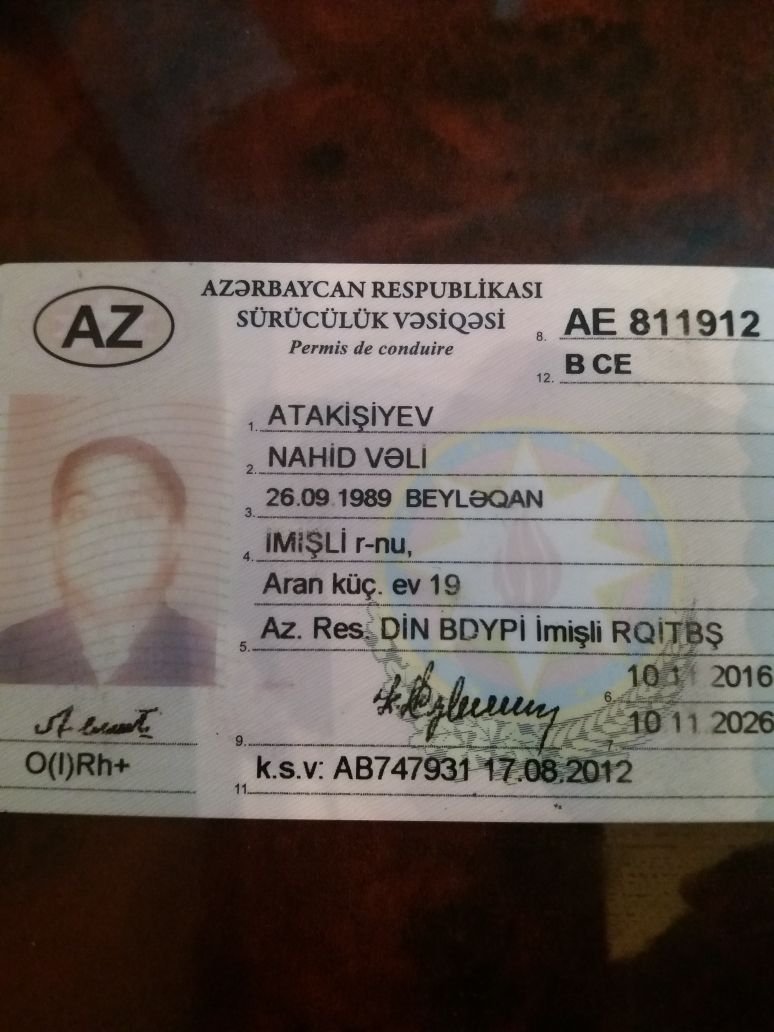 AZ
AZƏRBAYCAN RESPUBLİKASI
SÜRÜCÜLÜK VƏSİQƏSİ
Permis de conduire
8. AE 811912
12. B CE
1. ATAKİŞİYEV
2. NAHİD VƏLİ
3. 26.09.1989 BEYLƏQAN
4. İMİŞLİ r-nu,
Aran küç. ev 19
5. Az. Res. DİN BDYPİ İmişli RQİTBŞ
6. 10 11 2016
7. 10 11 2026
9.
O(I)Rh+
11. k.s.v: AB747931 17.08.2012